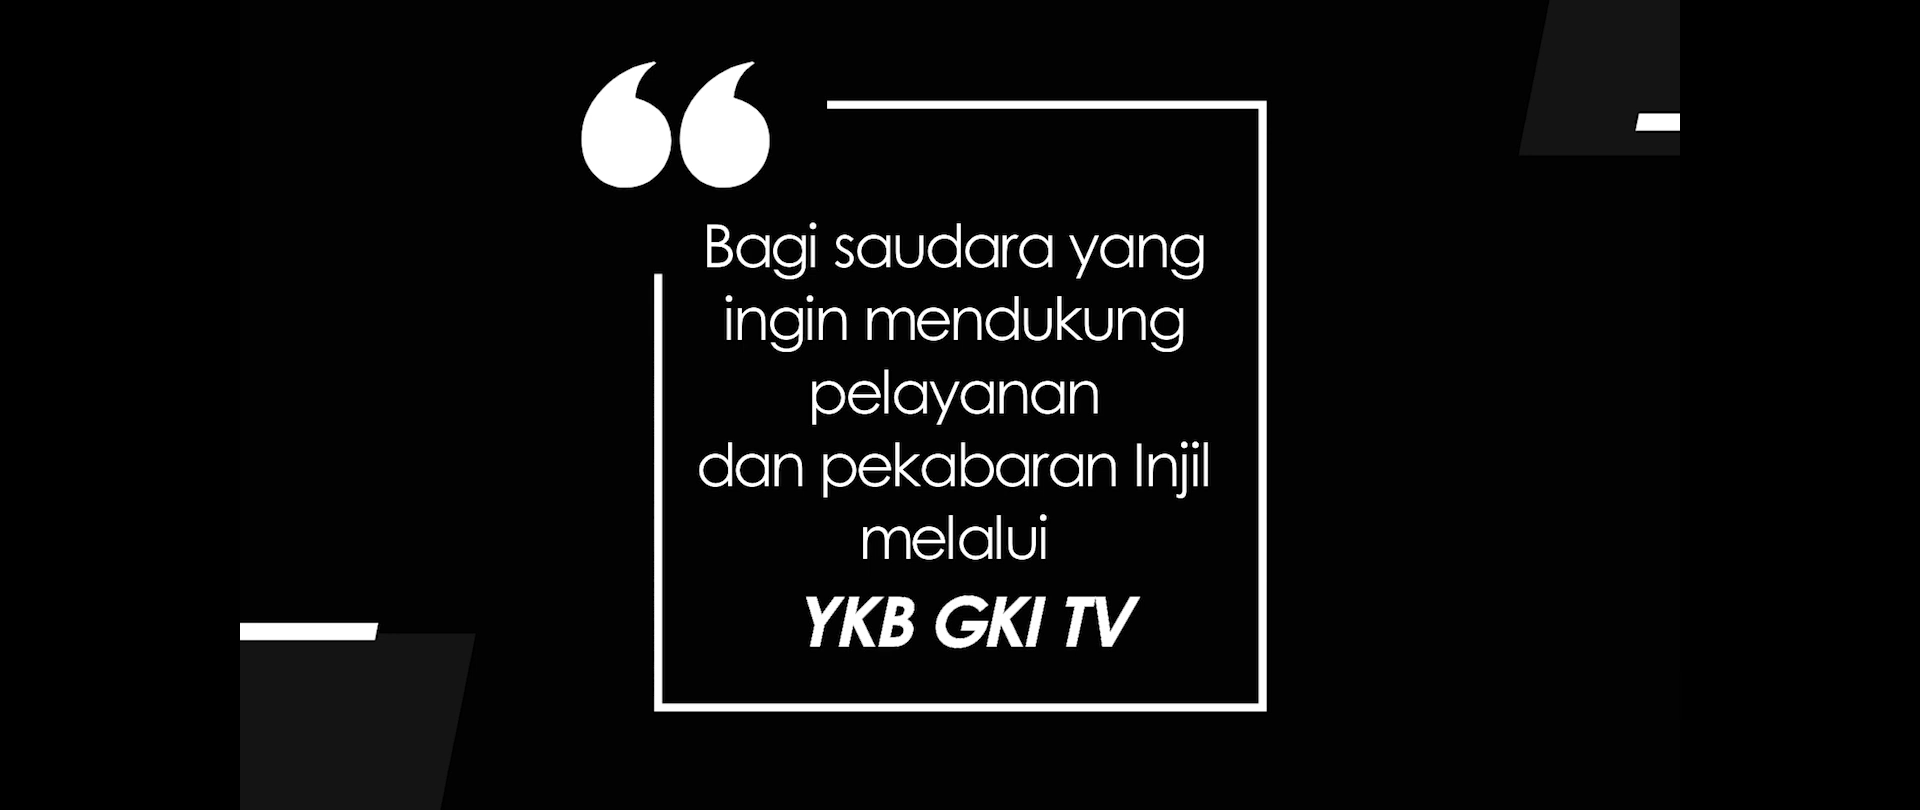 Bagi saudara yang
ingin mendukung
pelayanan
dan pekabaran Injil
melalui
YKB GKI TV